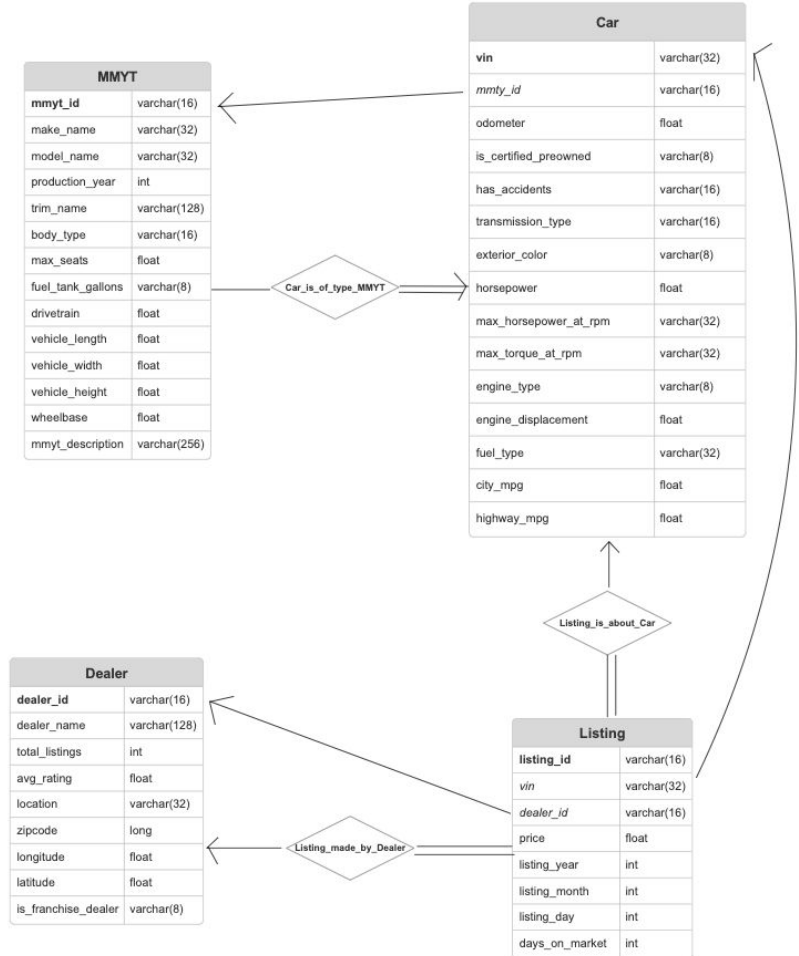 MMYT
mmyt_id varchar(16)
make_name varchar(32)
model_name varchar(32)
production_year int
trim_name varchar(128)
body_type varchar(16)
max_seats float
fuel_tank_gallons varchar(8)
drivetrain float
vehicle_length float
vehicle_width float
vehicle_height float
wheelbase float
mmyt_description varchar(256)
Car_is_of_type_MMYT
Car
vin varchar(32)
mmty_id varchar(16)
odometer float
is_certified_preowned varchar(8)
has_accidents varchar(16)
transmission_type varchar(16)
exterior_color varchar(8)
horsepower float
max_horsepower_at_rpm varchar(32)
max_torque_at_rpm varchar(32)
engine_type varchar(8)
engine_displacement float
fuel_type varchar(32)
city_mpg float
highway_mpg float
Listing_is_about_Car
Dealer
dealer_id varchar(16)
dealer_name varchar(128)
total_listings int
avg_rating float
location varchar(32)
zipcode long
longitude float
latitude float
is_franchise_dealer varchar(8)
Listing_made_by_Dealer
Listing
listing_id varchar(16)
vin varchar(32)
dealer_id varchar(16)
price float
listing_year int
listing_month int
listing_day int
days_on_market int